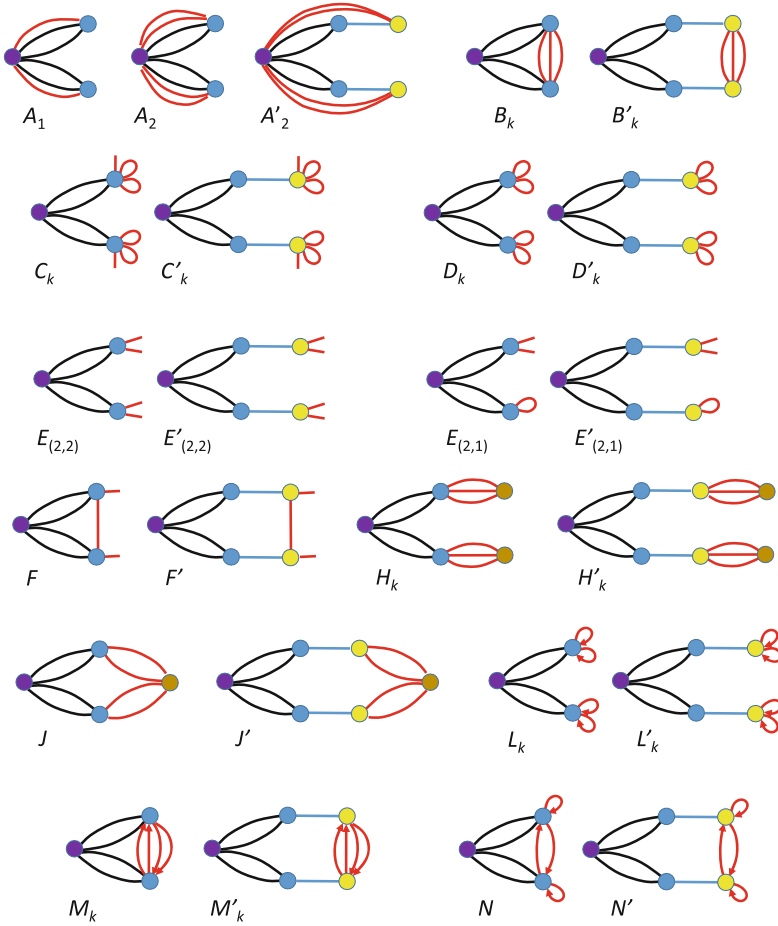 A₁ A₂ A'₂ Bₖ B'ₖ
Cₖ C'ₖ Dₖ D'ₖ
E₍₂,₂₎ E'₍₂,₂₎ E₍₂,₁₎ E'₍₂,₁₎
F F' Hₖ H'ₖ
J J' Lₖ L'ₖ
Mₖ M'ₖ N N'